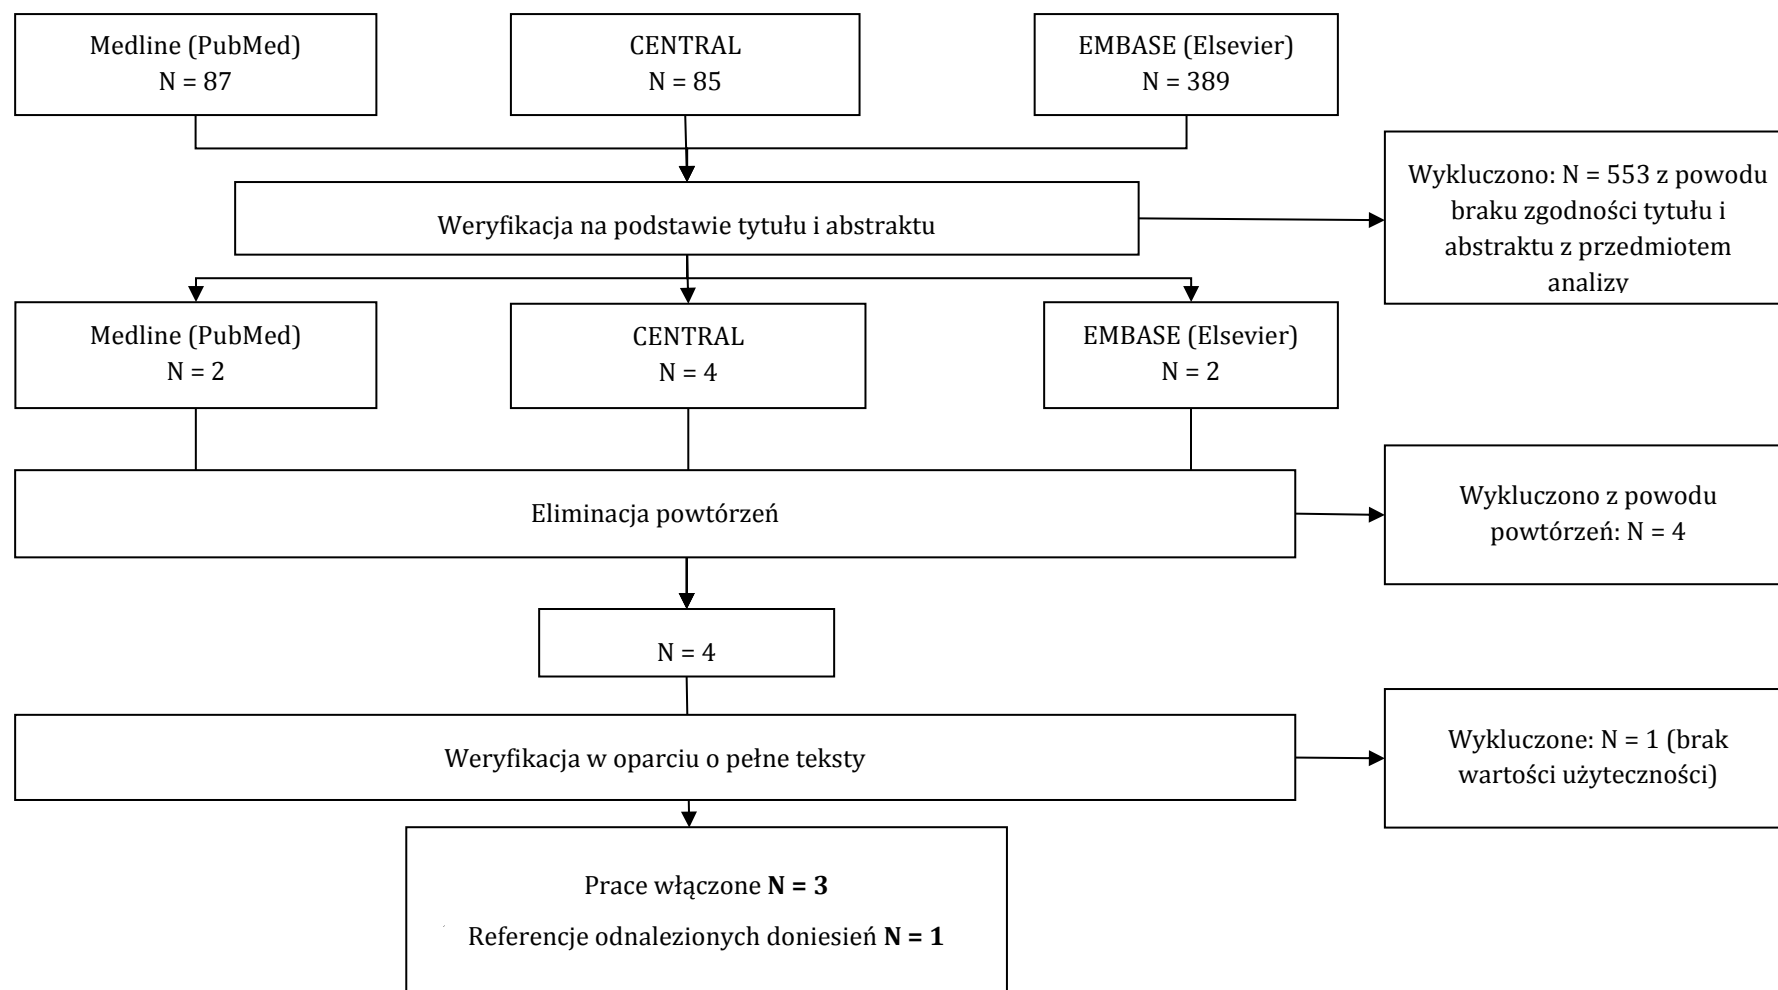 Medline (PubMed)
N = 87
CENTRAL
N = 85
EMBASE (Elsevier)
N = 389
Wykluczono: N = 553 z powodu
braku zgodności tytułu i
abstraktu z przedmiotem
analizy
Weryfikacja na podstawie tytułu i abstraktu
Medline (PubMed)
N = 2
CENTRAL
N = 4
EMBASE (Elsevier)
N = 2
Eliminacja powtórzeń
Wykluczono z powodu
powtórzeń: N = 4
N = 4
Weryfikacja w oparciu o pełne teksty
Wykluczone: N = 1 (brak
wartości użyteczności)
Prace włączone N = 3
Referencje odnalezionych doniesień N = 1